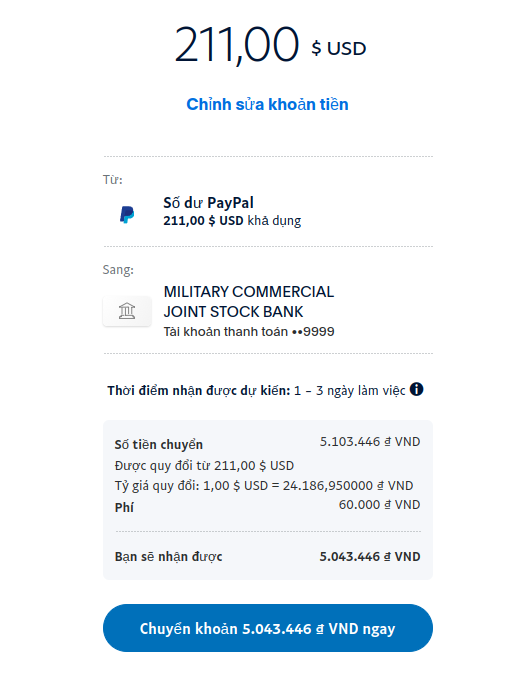 211,00 $ USD
Chỉnh sửa khoản tiền
Từ:
Số dư PayPal
211,00 $ USD khả dụng
Sang:
MILITARY COMMERCIAL
JOINT STOCK BANK
Tài khoản thanh toán ••9999
Thời điểm nhận được dự kiến: 1 – 3 ngày làm việc
Số tiền chuyển 5.103.446 ₫ VND
Được quy đổi từ 211,00 $ USD
Tỷ giá quy đổi: 1,00 $ USD = 24.186,950000 ₫ VND
Phí 60.000 ₫ VND
Bạn sẽ nhận được 5.043.446 ₫ VND
Chuyển khoản 5.043.446 ₫ VND ngay